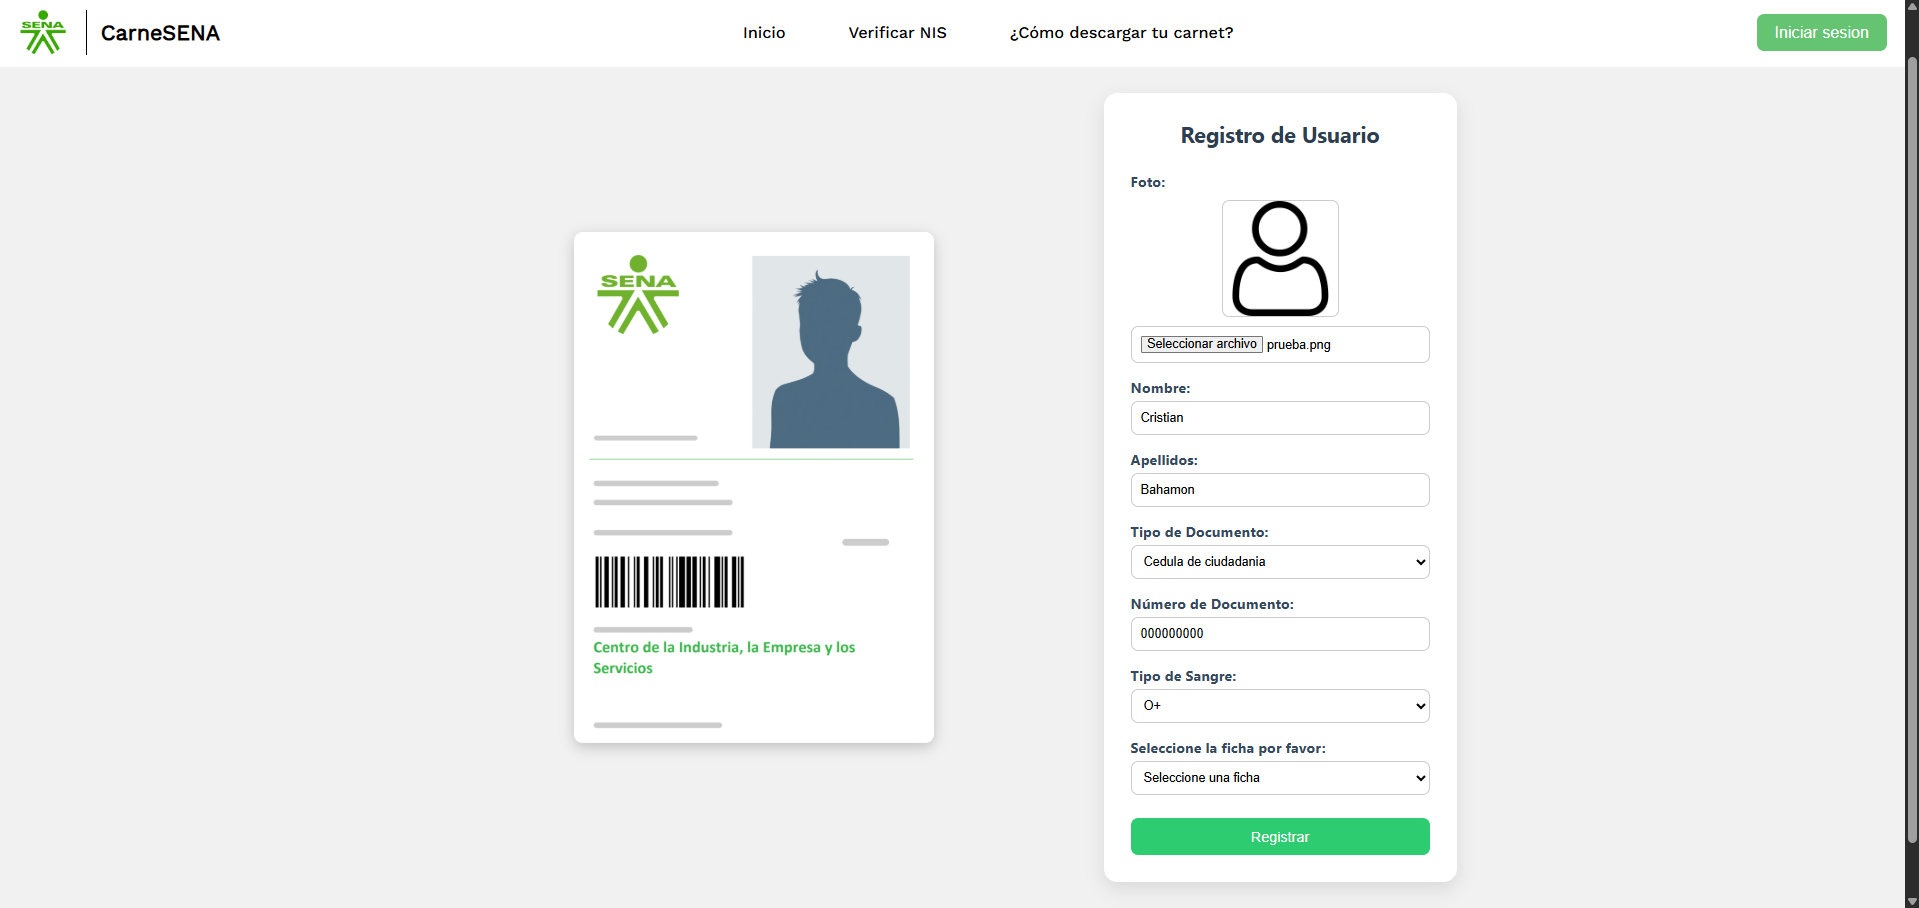 SENA
CarneSENA
Inicio
Verificar NIS
¿Cómo descargar tu carnet?
Iniciar sesion
SENA
Centro de la Industria, la Empresa y los
Servicios
Registro de Usuario
Foto:
Seleccionar archivo prueba.png
Nombre:
Cristian
Apellidos:
Bahamon
Tipo de Documento:
Cedula de ciudadania
Número de Documento:
000000000
Tipo de Sangre:
O+
Seleccione la ficha por favor:
Seleccione una ficha
Registrar